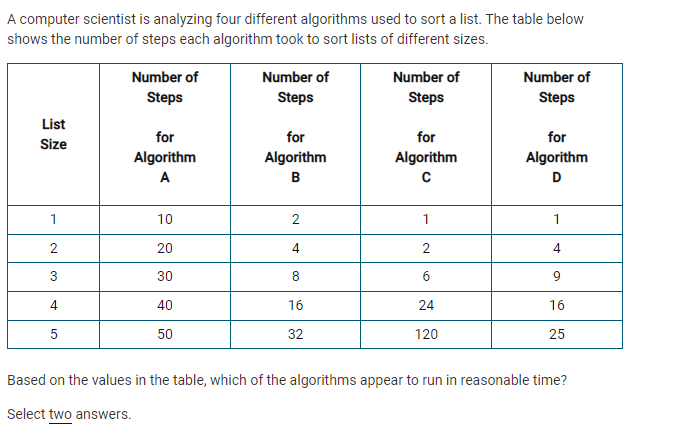 A computer scientist is analyzing four different algorithms used to sort a list. The table below
shows the number of steps each algorithm took to sort lists of different sizes.
List Size | Number of Steps for Algorithm A | Number of Steps for Algorithm B | Number of Steps for Algorithm C | Number of Steps for Algorithm D
1 | 10 | 2 | 1 | 1
2 | 20 | 4 | 2 | 4
3 | 30 | 8 | 6 | 9
4 | 40 | 16 | 24 | 16
5 | 50 | 32 | 120 | 25
Based on the values in the table, which of the algorithms appear to run in reasonable time?
Select two answers.